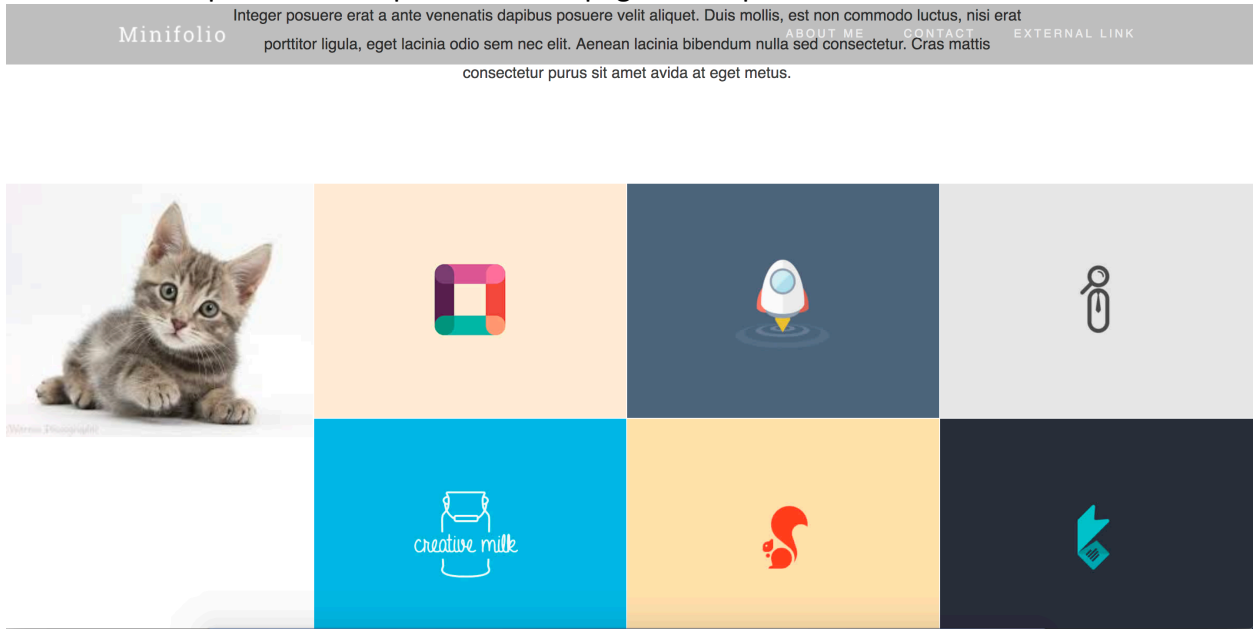 Integer posuere erat a ante venenatis dapibus posuere velit aliquet. Duis mollis, est non commodo luctus, nisi erat
Minifolio
ABOUT ME
CONTACT
EXTERNAL LINK
porttitor ligula, eget lacinia odio sem nec elit. Aenean lacinia bibendum nulla sed consectetur. Cras mattis
consectetur purus sit amet avida at eget metus.
creative milk